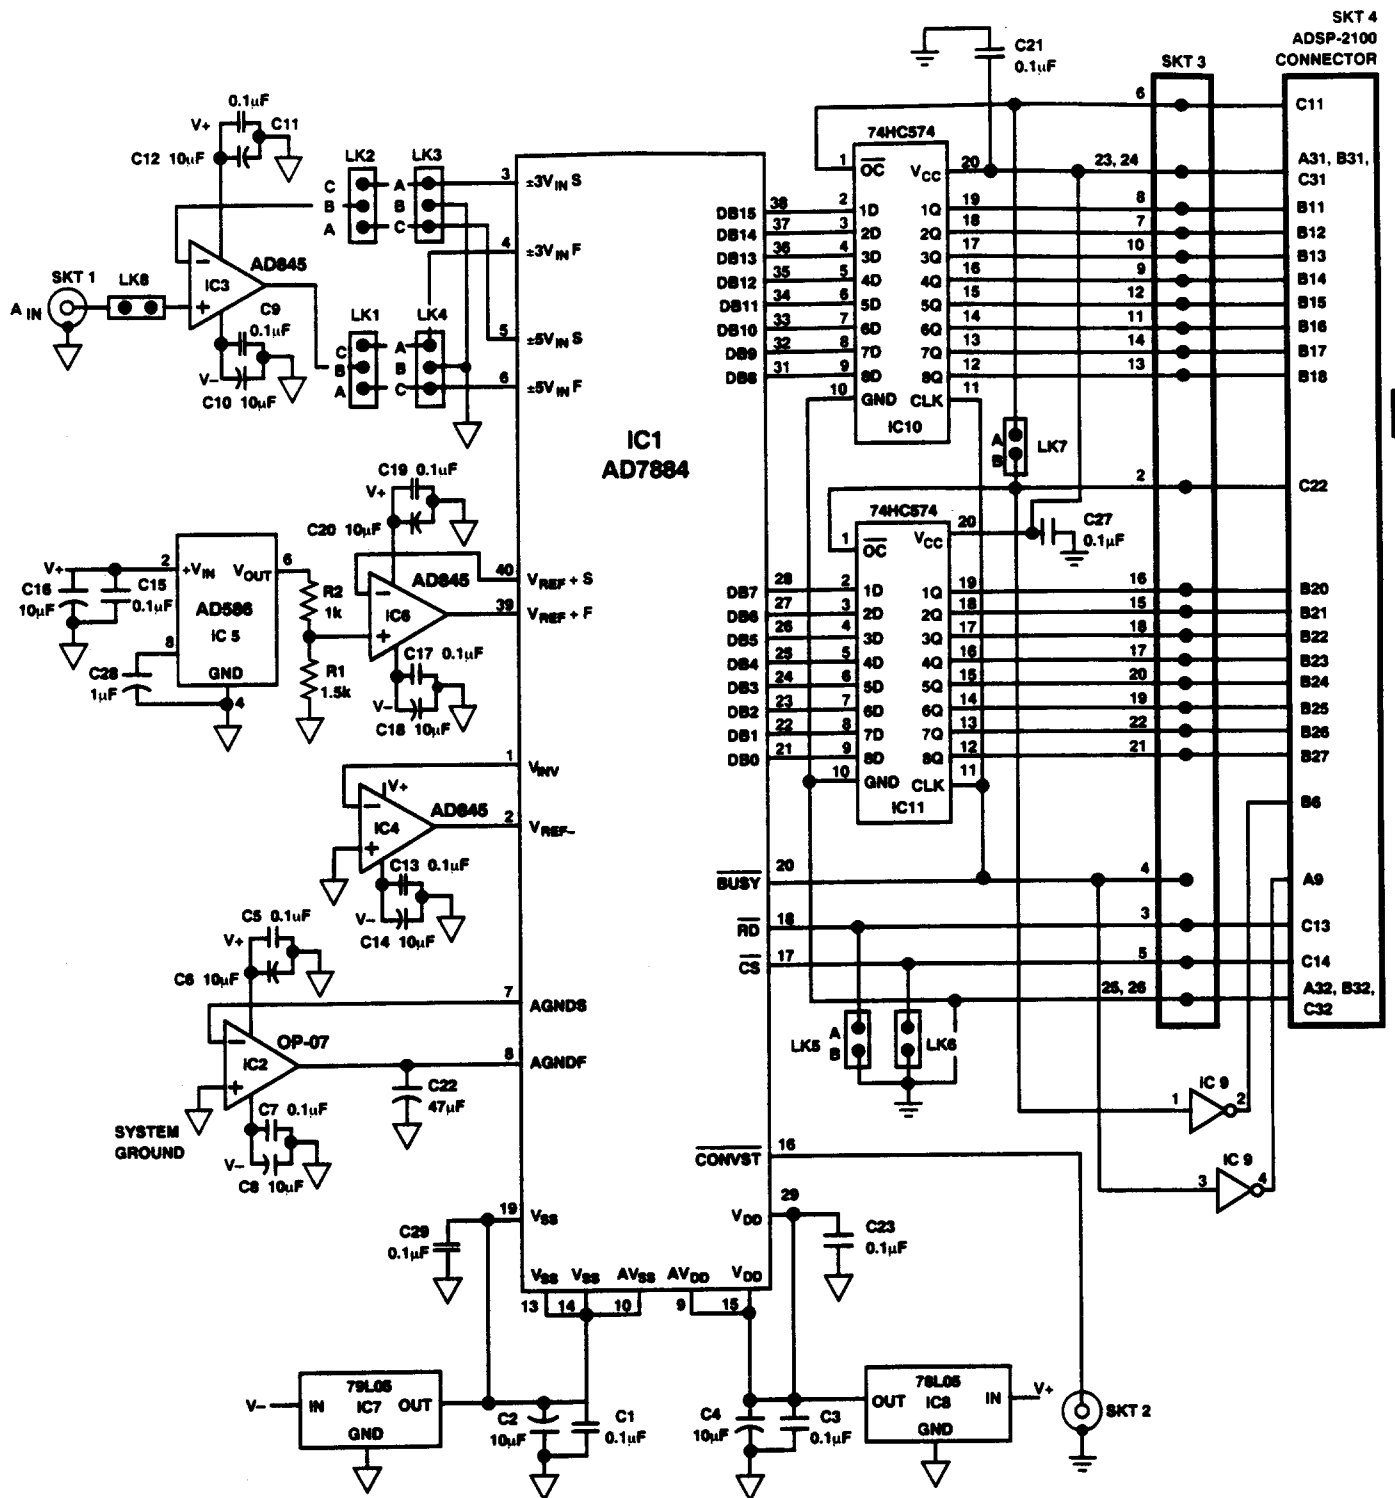 SKT 4
ADSP-2100
CONNECTOR
SKT 3
C21
0.1µF
6
C11
0.1µF
V+
C11
C12 10µF
LK2
LK3
C
B
A
A
B
C
3
±3VIN S
4
±3VIN F
5
±5VIN S
6
±5VIN F
SKT 1
A IN
LK8
AD845
IC3
–
+
C9
0.1µF
V–
C10 10µF
LK1
LK4
C
B
A
A
B
C
IC1
AD7884
74HC574
1
OC
VCC
20
23, 24
A31, B31,
C31
DB15 38 2 1D 1Q 19 8 B11
DB14 37 3 2D 2Q 18 7 B12
DB13 36 4 3D 3Q 17 10 B13
DB12 35 5 4D 4Q 16 9 B14
DB11 34 6 5D 5Q 15 12 B15
DB10 33 7 6D 6Q 14 11 B16
DB9 32 8 7D 7Q 13 14 B17
DB8 31 9 8D 8Q 12 13 B18
10 GND CLK 11
IC10
A
B
LK7
2
C22
C19 0.1µF
V+
C20 10µF
AD845
IC6
–
+
C17 0.1µF
V–
C18 10µF
40
VREF + S
39
VREF + F
V+
C16
10µF
C15
0.1µF
2
+VIN
VOUT
6
AD586
IC 5
8
GND
4
C28
1µF
R2
1k
R1
1.5k
74HC574
1
OC
VCC
20
C27
0.1µF
DB7 28 2 1D 1Q 19 16 B20
DB6 27 3 2D 2Q 18 15 B21
DB5 26 4 3D 3Q 17 18 B22
DB4 25 5 4D 4Q 16 17 B23
DB3 24 6 5D 5Q 15 20 B24
DB2 23 7 6D 6Q 14 19 B25
DB1 22 8 7D 7Q 13 22 B26
DB0 21 9 8D 8Q 12 21 B27
10 GND CLK 11
IC11
B6
1
VINV
V+
AD845
IC4
–
+
2
VREF–
C13 0.1µF
V–
C14 10µF
BUSY 20 4 A9
RD 18 3 C13
CS 17 5 C14
25, 26
A32, B32,
C32
C5 0.1µF
V+
C6 10µF
7
AGNDS
OP-07
IC2
–
+
8
AGNDF
C22
47µF
SYSTEM
GROUND
C7 0.1µF
V–
C8 10µF
LK5
A
B
LK6
1
IC 9
2
3
IC 9
4
CONVST 16
19
VSS
C29
0.1µF
VDD
29
C23
0.1µF
VSS
VSS
AVSS
AVDD
VDD
13
14
10
9
15
V–
IN
79L05
IC7
OUT
GND
C2
10µF
C1
0.1µF
C4
10µF
C3
0.1µF
OUT
78L05
IC8
IN
GND
V+
SKT 2